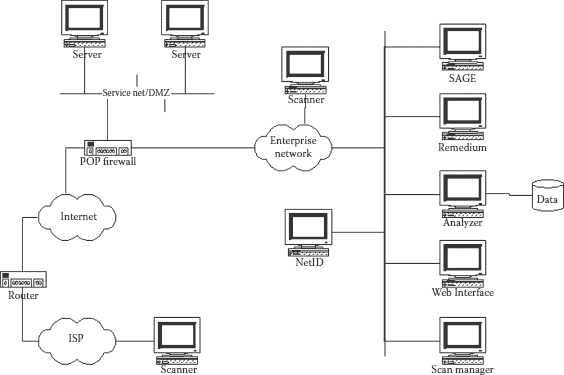 Server
Server
Service net/DMZ
Scanner
SAGE
POP firewall
Enterprise
network
Remedium
Internet
Analyzer
Data
NetID
Router
Web Interface
ISP
Scanner
Scan manager